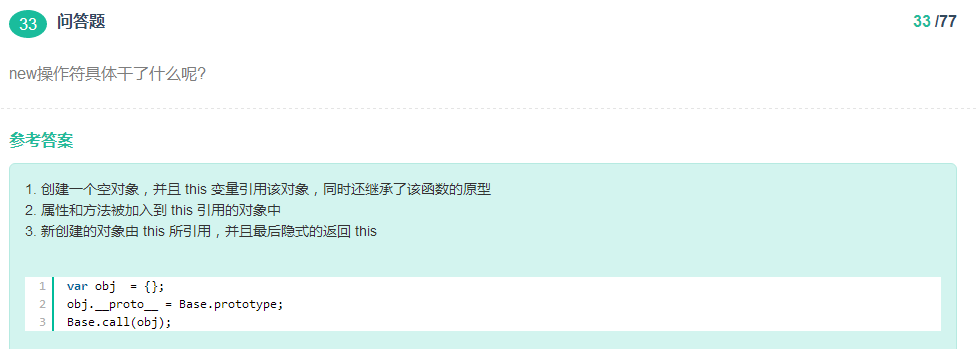 33 问答题 33 /77
new操作符具体干了什么呢?
参考答案
1. 创建一个空对象，并且 this 变量引用该对象，同时还继承了该函数的原型
2. 属性和方法被加入到 this 引用的对象中
3. 新创建的对象由 this 所引用，并且最后隐式的返回 this
1 var obj  = {};
2 obj.__proto__ = Base.prototype;
3 Base.call(obj);